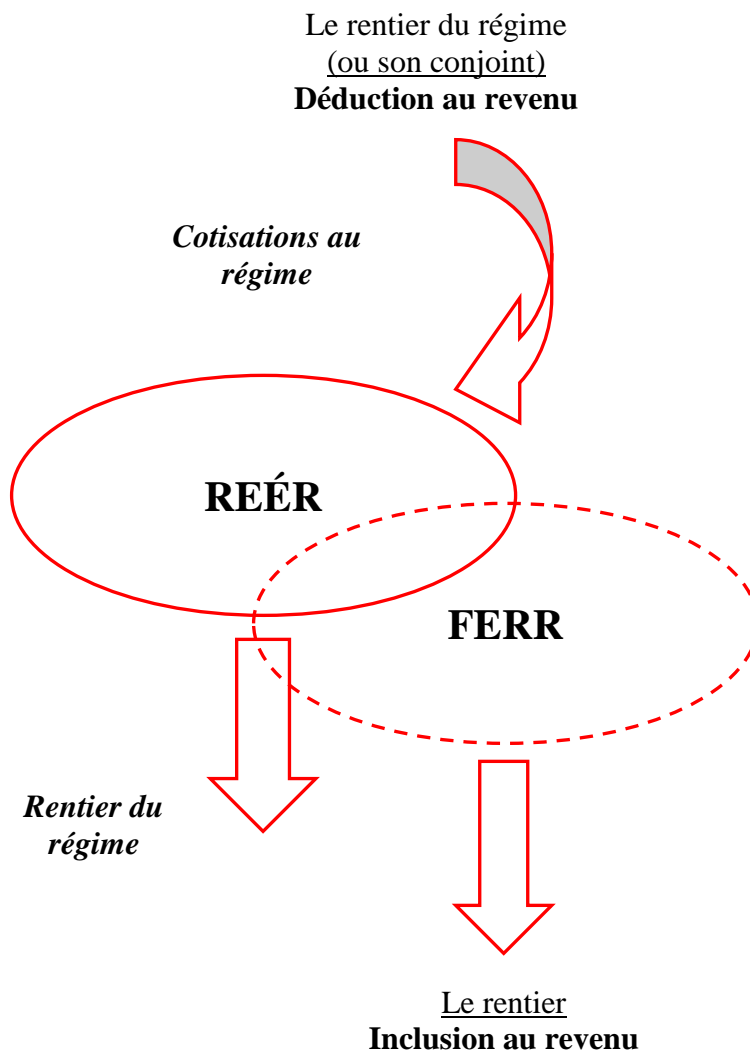 Le rentier du régime
(ou son conjoint)
Déduction au revenu
Cotisations au
régime
REÉR
FERR
Rentier du
régime
Le rentier
Inclusion au revenu